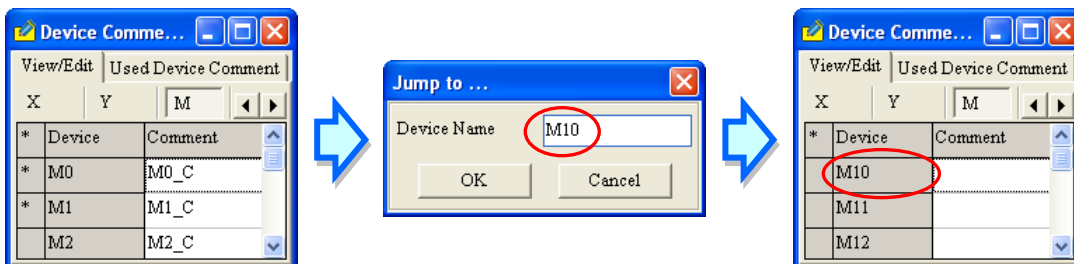 Device Comme...
View/Edit Used Device Comment
X Y M
* Device Comment
* M0 M0_C
* M1 M1_C
M2 M2_C
Jump to ...
Device Name M10
OK Cancel
Device Comme...
View/Edit Used Device Comment
X Y M
* Device Comment
M10
M11
M12